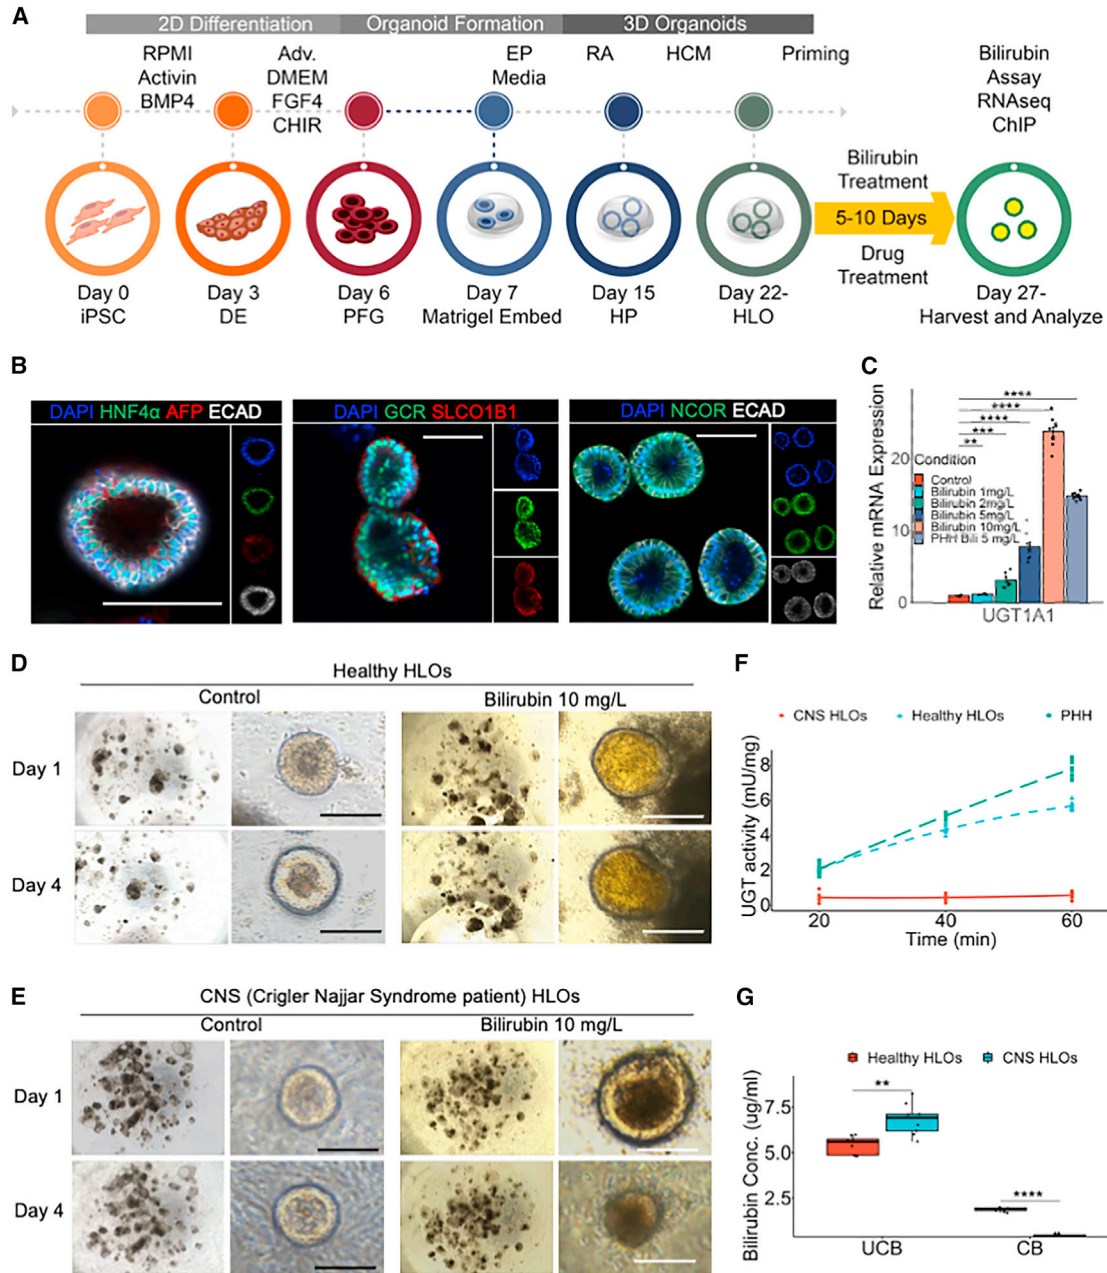 A
2D Differentiation
Organoid Formation
3D Organoids
RPMI
Activin
BMP4
Adv.
DMEM
FGF4
CHIR
EP
Media
RA
HCM
Priming
Bilirubin
Assay
RNAseq
ChIP
Bilirubin
Treatment
5-10 Days
Drug
Treatment
Day 0
iPSC
Day 3
DE
Day 6
PFG
Day 7
Matrigel Embed
Day 15
HP
Day 22-
HLO
Day 27-
Harvest and Analyze
B
DAPI HNF4α AFP ECAD
DAPI GCR SLCO1B1
DAPI NCOR ECAD
C
Relative mRNA Expression
20
10
0
****
****
****
***
**
Condition
Control
Bilirubin 1mg/L
Bilirubin 2mg/L
Bilirubin 5mg/L
Bilirubin 10mg/L
PHH Bili 5 mg/L
UGT1A1
D
Healthy HLOs
Control
Bilirubin 10 mg/L
Day 1
Day 4
E
CNS (Crigler Najjar Syndrome patient) HLOs
Control
Bilirubin 10 mg/L
Day 1
Day 4
F
CNS HLOs
Healthy HLOs
PHH
UGT activity (mU/mg)
8
6
4
2
0
20
40
60
Time (min)
G
Healthy HLOs
CNS HLOs
Bilirubin Conc. (ug/ml)
7.5
5.0
2.5
**
****
UCB
CB